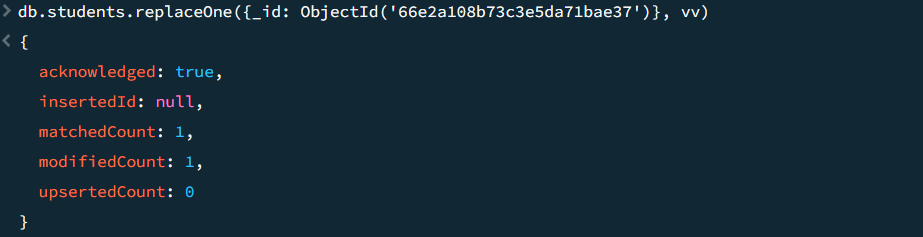 > db.students.replaceOne({_id: ObjectId('66e2a108b73c3e5da71bae37')}, vv)
< {
acknowledged: true,
insertedId: null,
matchedCount: 1,
modifiedCount: 1,
upsertedCount: 0
}